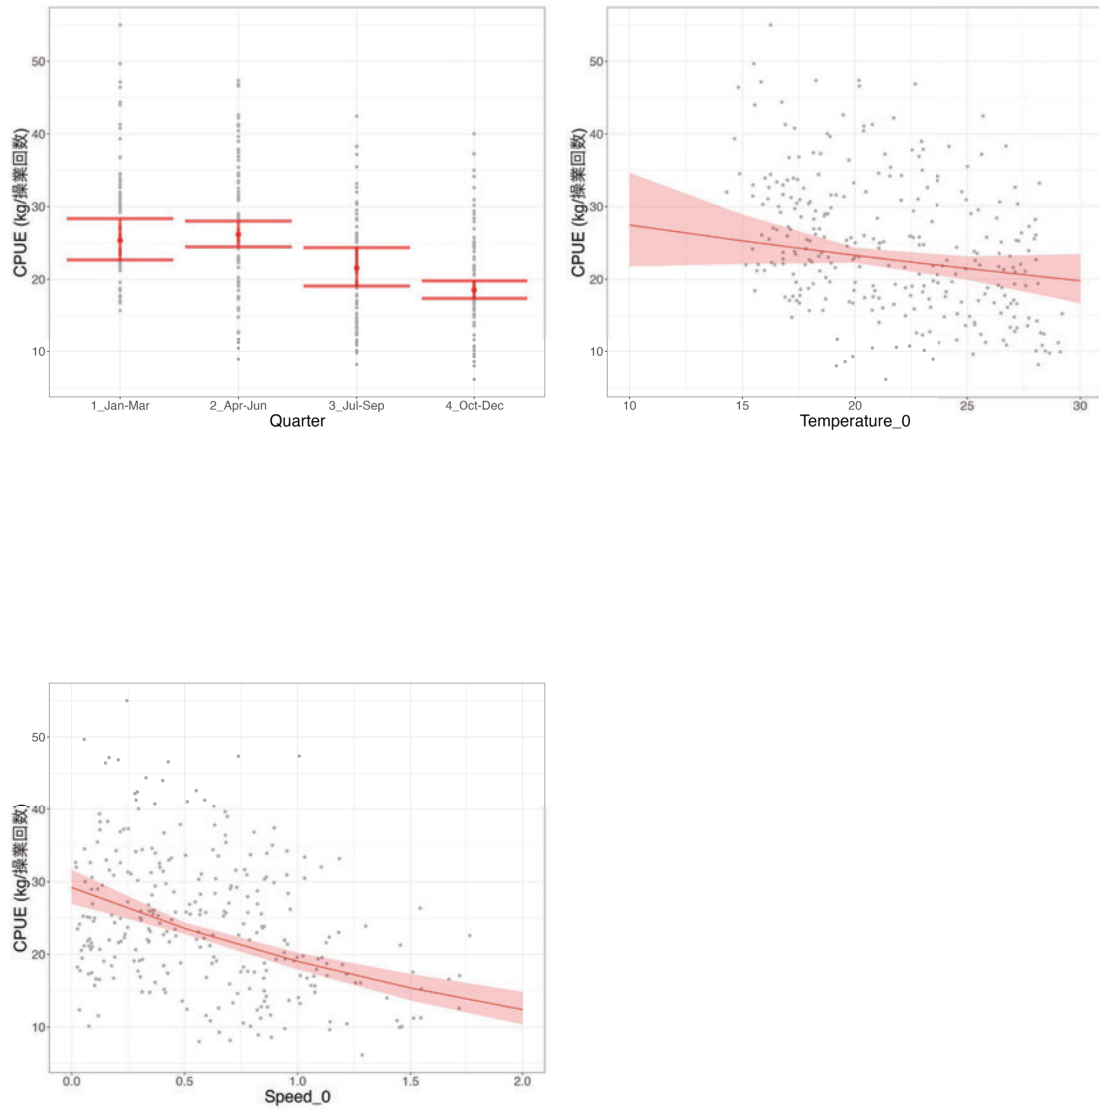 CPUE (kg/操業回数)
50
40
30
20
10
1_Jan-Mar 2_Apr-Jun 3_Jul-Sep 4_Oct-Dec
Quarter
CPUE (kg/操業回数)
50
40
30
20
10
10 15 20 25 30
Temperature_0
CPUE (kg/操業回数)
50
40
30
20
10
0.0 0.5 1.0 1.5 2.0
Speed_0